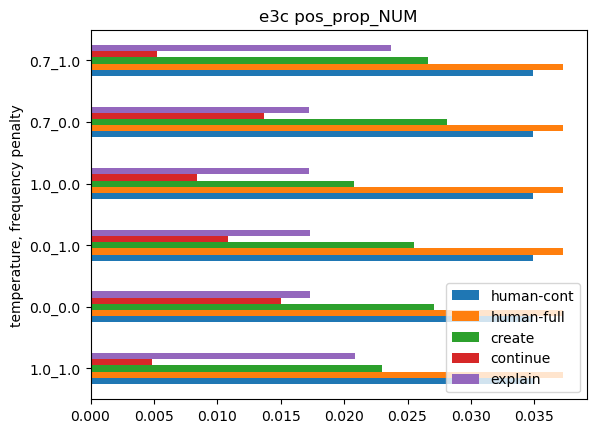 e3c pos_prop_NUM
temperature, frequency penalty
0.7_1.0
0.7_0.0
1.0_0.0
0.0_1.0
0.0_0.0
1.0_1.0
human-cont
human-full
create
continue
explain
0.000 0.005 0.010 0.015 0.020 0.025 0.030 0.035